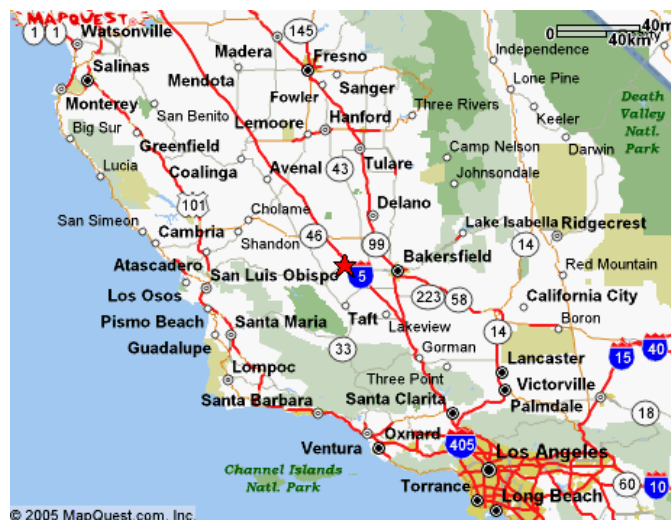 MAPQUEST
40m
40km
1
1
Watsonville
145
Madera
Fresno
Independence
Salinas
Mendota
Sanger
Lone Pine
Fowler
Monterey
San Benito
Three Rivers
Keeler
Death
Valley
Natl.
Park
Hanford
Lemoore
Big Sur
Greenfield
Darwin
Tulare
Camp Nelson
Coalinga
Avenal
43
Johnsondale
Lucia
101
Delano
Cholame
San Simeon
Cambria
Shandon
46
99
Lake Isabella
Ridgecrest
14
Atascadero
San Luis Obispo
5
Bakersfield
Red Mountain
Los Osos
223
58
California City
Pismo Beach
Santa Maria
Taft
Lakeview
14
Boron
Guadalupe
33
Gorman
15
40
Lompoc
Three Point
Lancaster
Victorville
Santa Barbara
Santa Clarita
Palmdale
18
Oxnard
Ventura
405
Los Angeles
Channel Islands
Natl. Park
Torrance
60
10
Long Beach
© 2005 MapQuest.com, Inc.